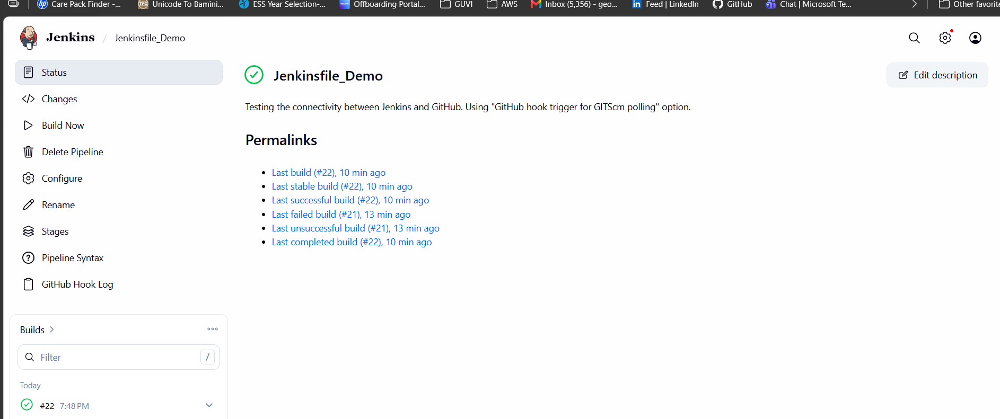 Care Pack Finder -...
Unicode To Bamini...
ESS Year Selection-...
Offboarding Portal...
GUVI
AWS
Inbox (5,356) - geo...
Feed | LinkedIn
GitHub
Chat | Microsoft Te...
Other favorite
Jenkins / Jenkinsfile_Demo
Status
Changes
Build Now
Delete Pipeline
Configure
Rename
Stages
Pipeline Syntax
GitHub Hook Log
Builds
Filter /
Today
#22 7:48 PM
Jenkinsfile_Demo
Edit description
Testing the connectivity between Jenkins and GitHub. Using "GitHub hook trigger for GITScm polling" option.
Permalinks
Last build (#22), 10 min ago
Last stable build (#22), 10 min ago
Last successful build (#22), 10 min ago
Last failed build (#21), 13 min ago
Last unsuccessful build (#21), 13 min ago
Last completed build (#22), 10 min ago